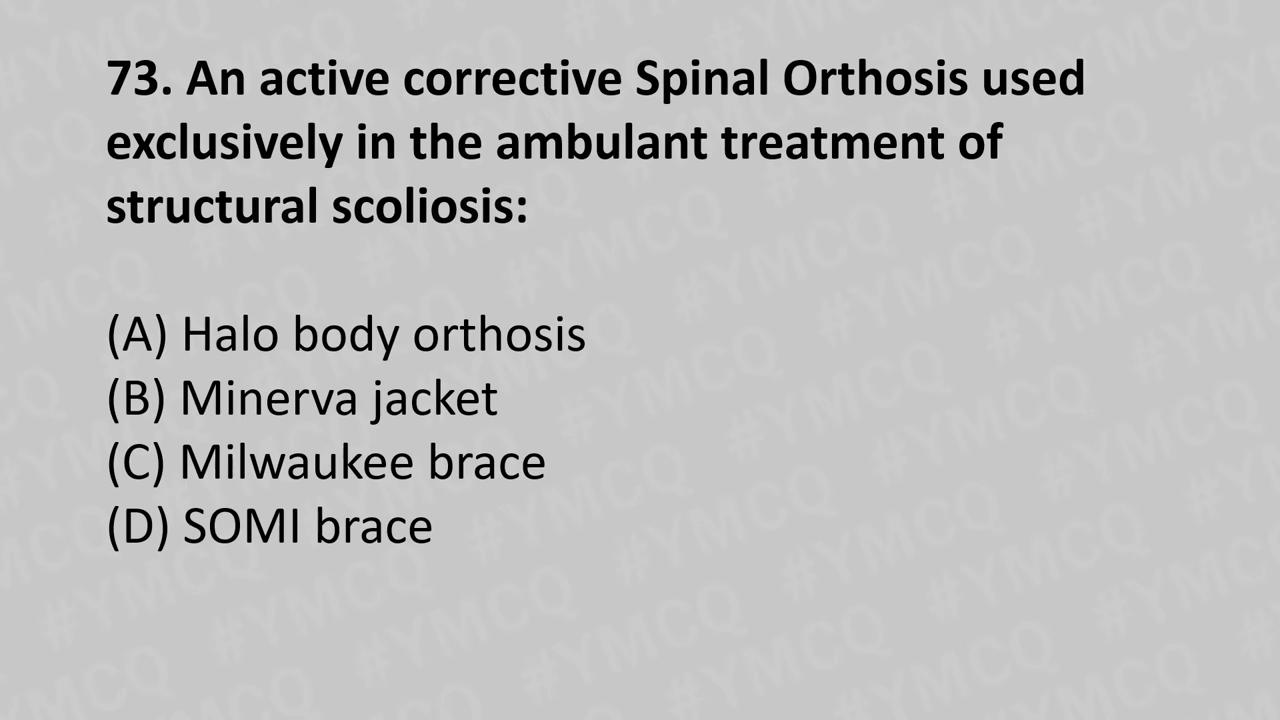 73. An active corrective Spinal Orthosis used
exclusively in the ambulant treatment of
structural scoliosis:
(A) Halo body orthosis
(B) Minerva jacket
(C) Milwaukee brace
(D) SOMI brace
#YMCQ